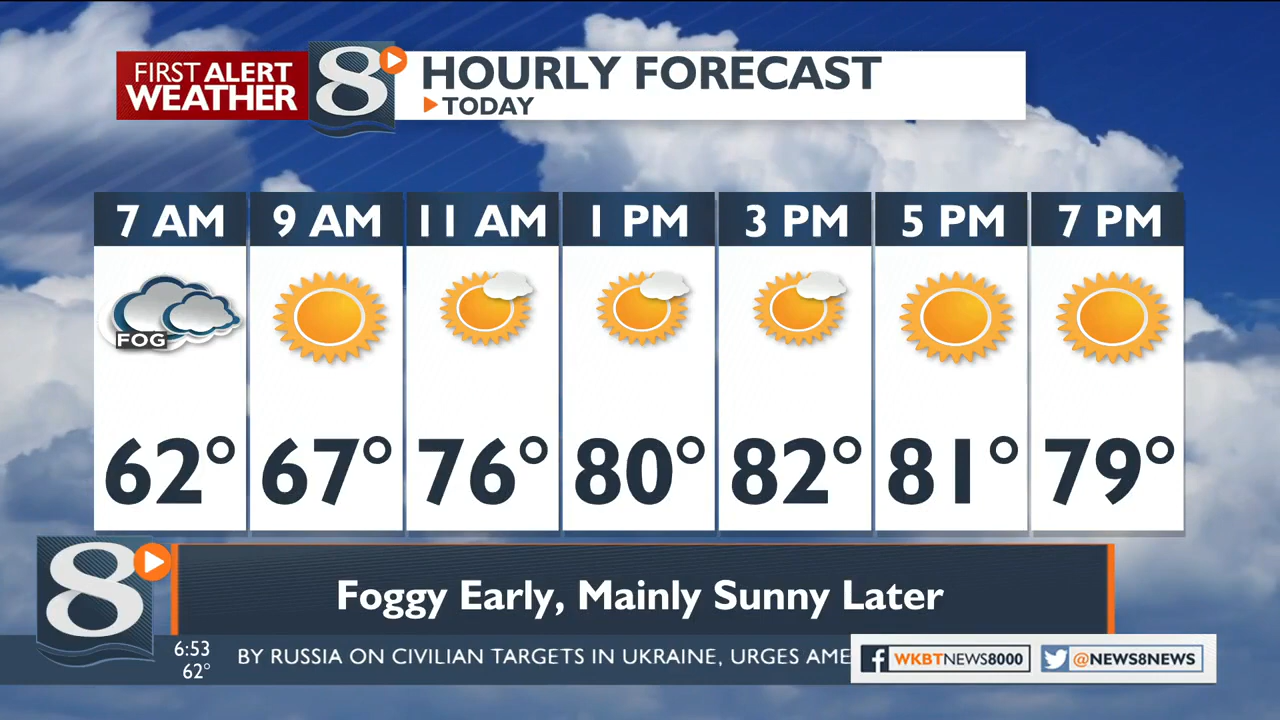 FIRST ALERT
WEATHER
8
HOURLY FORECAST
TODAY
7 AM
9 AM
11 AM
1 PM
3 PM
5 PM
7 PM
FOG
62°
67°
76°
80°
82°
81°
79°
8
Foggy Early, Mainly Sunny Later
6:53
62°
BY RUSSIA ON CIVILIAN TARGETS IN UKRAINE, URGES AME
WKBTNEWS8000
@NEWS8NEWS